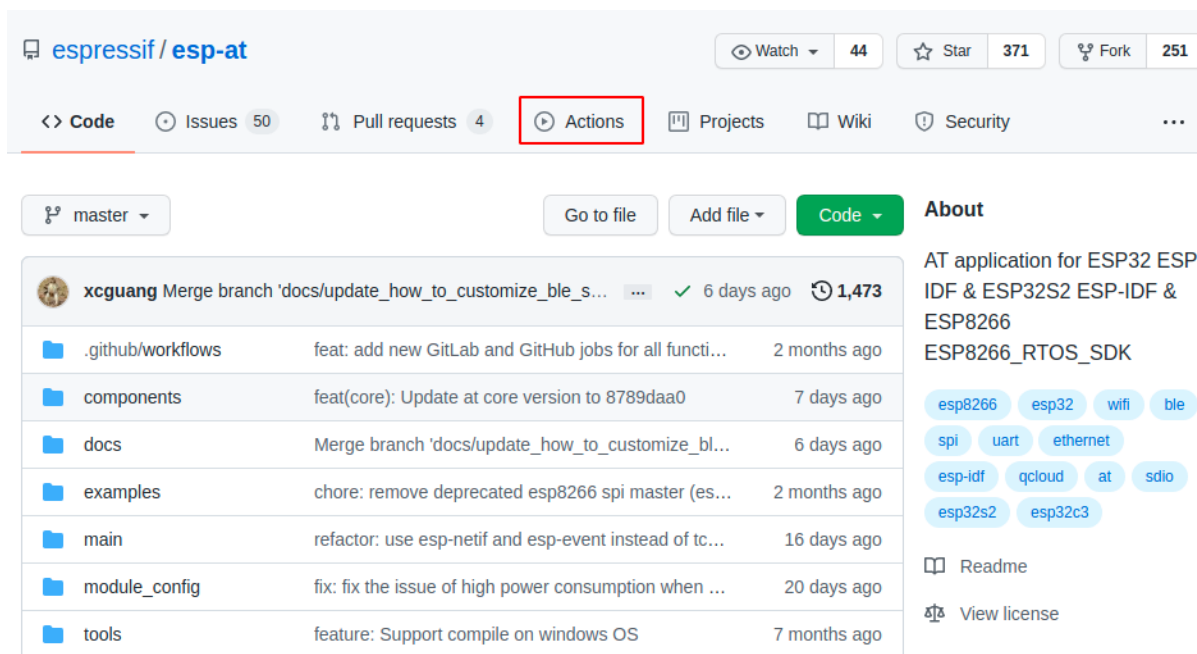 espressif / esp-at
Watch 44 Star 371 Fork 251
Code Issues 50 Pull requests 4 Actions Projects Wiki Security ...
master Go to file Add file Code
xcguang Merge branch 'docs/update_how_to_customize_ble_s... ... 6 days ago 1,473
.github/workflows feat: add new GitLab and GitHub jobs for all functi... 2 months ago
components feat(core): Update at core version to 8789daa0 7 days ago
docs Merge branch 'docs/update_how_to_customize_bl... 6 days ago
examples chore: remove deprecated esp8266 spi master (es... 2 months ago
main refactor: use esp-netif and esp-event instead of tc... 16 days ago
module_config fix: fix the issue of high power consumption when ... 20 days ago
tools feature: Support compile on windows OS 7 months ago
About
AT application for ESP32 ESP
IDF & ESP32S2 ESP-IDF &
ESP8266
ESP8266_RTOS_SDK
esp8266 esp32 wifi ble
spi uart ethernet
esp-idf qcloud at sdio
esp32s2 esp32c3
Readme
View license